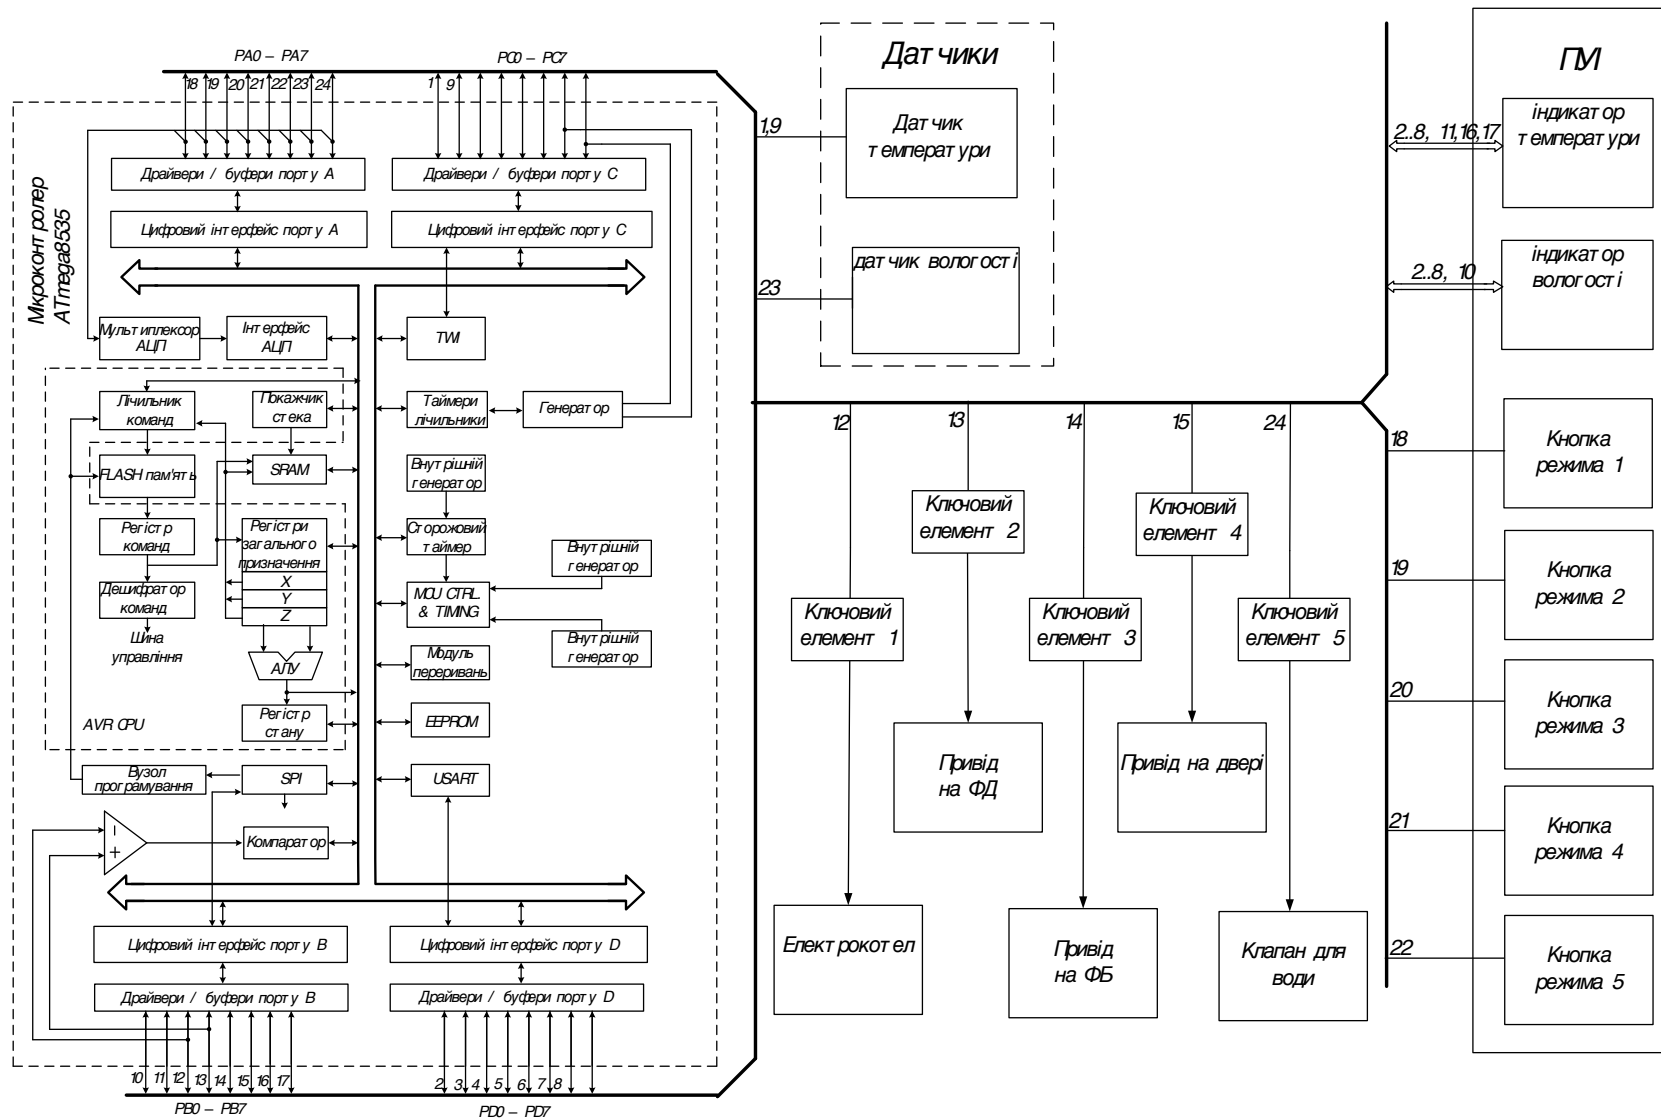 PA0 – PA7
PC0 – PC7
18
19
20
21
22
23
24
1
9
Мікроконтролер
ATmega8535
Драйвери / буфери порту A
Драйвери / буфери порту C
Цифровий інтерфейс порту A
Цифровий інтерфейс порту C
Мультиплексор
АЦП
Інтерфейс
АЦП
TWI
Лічильник
команд
Покажчик
стека
Таймери
лічильники
Генератор
FLASH пам'ять
SRAM
Внутрішній
генератор
Регістр
команд
Регістри
загального
призначення
X
Y
Z
Сторожовий
таймер
Внутрішній
генератор
Дешифратор
команд
MCU CTRL.
& TIMING
Шина
управління
АЛУ
Модуль
переривань
Внутрішній
генератор
Регістр
стану
EEPROM
AVR CPU
Вузол
програмування
SPI
USART
–
+
Компаратор
Цифровий інтерфейс порту B
Цифровий інтерфейс порту D
Драйвери / буфери порту B
Драйвери / буфери порту D
10
11
12
13
14
15
16
17
2
3
4
5
6
7
8
PB0 – PB7
PD0 – PD7
Датчики
1,9
Датчик
температури
23
датчик вологості
12
13
14
15
24
Ключовий
елемент 2
Ключовий
елемент 4
Ключовий
елемент 1
Ключовий
елемент 3
Ключовий
елемент 5
Привід
на ФД
Привід на двері
Електрокотел
Привід
на ФБ
Клапан для
води
ПУІ
2..8, 11,16,17
індикатор
температури
2..8, 10
індикатор
вологості
18
Кнопка
режима 1
19
Кнопка
режима 2
20
Кнопка
режима 3
21
Кнопка
режима 4
22
Кнопка
режима 5